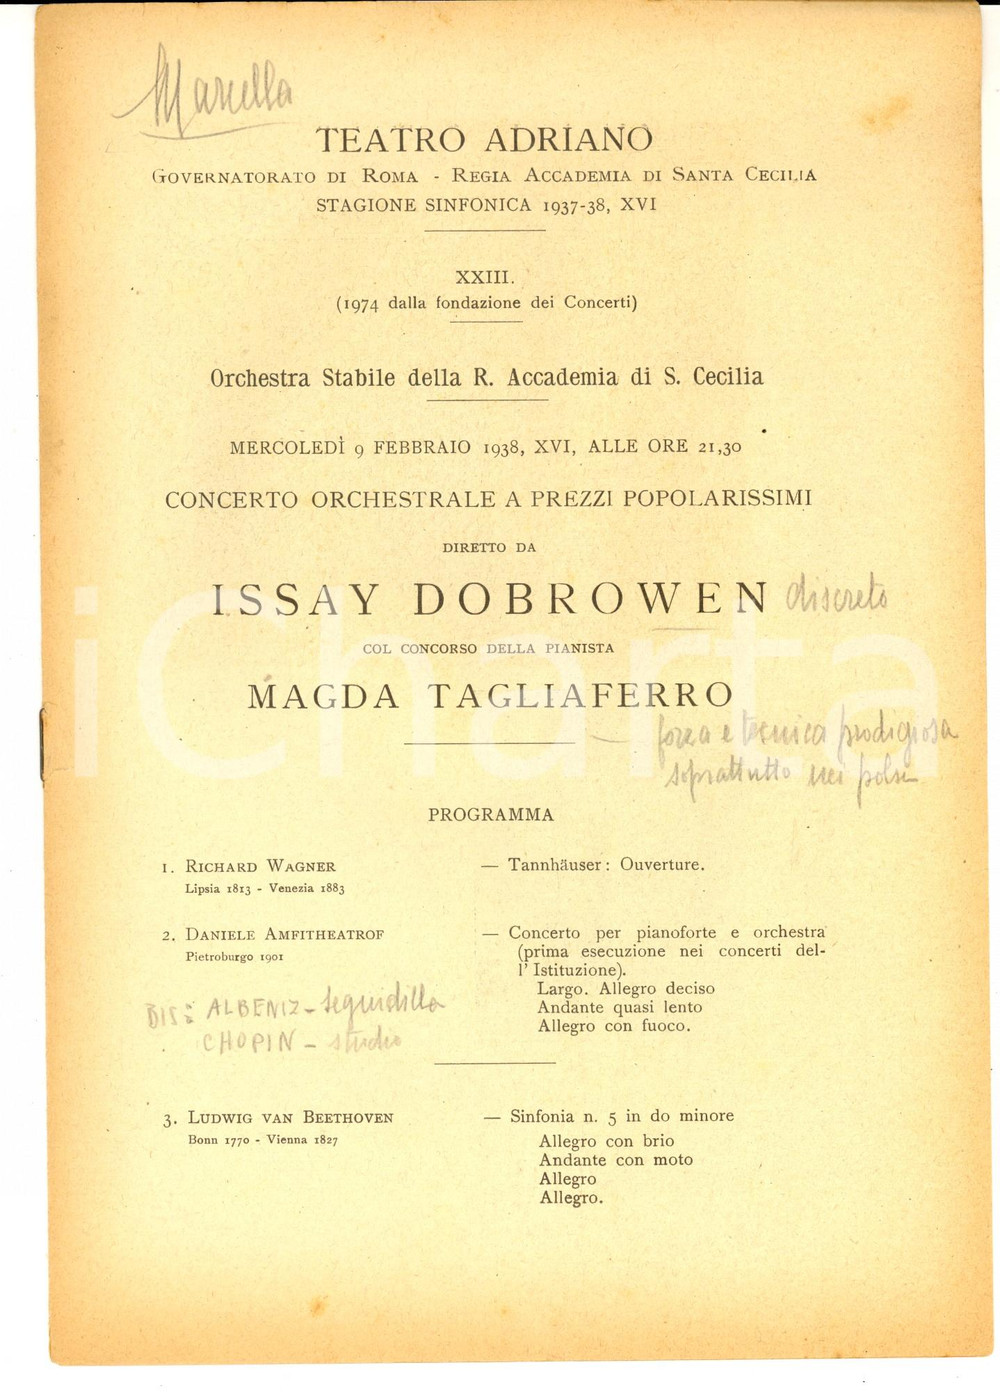 Marcella
TEATRO ADRIANO
GOVERNATORATO DI ROMA - REGIA ACCADEMIA DI SANTA CECILIA
STAGIONE SINFONICA 1937-38, XVI
XXIII.
(1974 dalla fondazione dei Concerti)
Orchestra Stabile della R. Accademia di S. Cecilia
MERCOLEDÌ 9 FEBBRAIO 1938, XVI, ALLE ORE 21,30
CONCERTO ORCHESTRALE A PREZZI POPOLARISSIMI
DIRETTO DA
ISSAY DOBROWEN discreto
COL CONCORSO DELLA PIANISTA
MAGDA TAGLIAFERRO
forza e tecnica prodigiosa
soprattutto nei polsi
iCharta
PROGRAMMA
1. RICHARD WAGNER — Tannhäuser: Ouverture.
Lipsia 1813 - Venezia 1883
2. DANIELE AMFITHEATROF — Concerto per pianoforte e orchestra
Pietroburgo 1901
(prima esecuzione nei concerti del-
l'Istituzione).
Largo. Allegro deciso
Andante quasi lento
Allegro con fuoco.
BIS: ALBENIZ - Seguidilla
CHOPIN - studio
3. LUDWIG VAN BEETHOVEN — Sinfonia n. 5 in do minore
Bonn 1770 - Vienna 1827
Allegro con brio
Andante con moto
Allegro
Allegro.